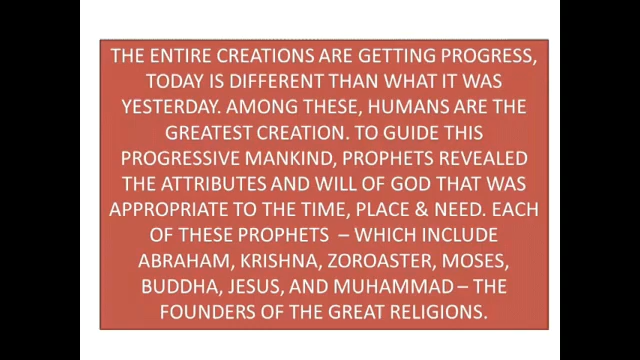 THE ENTIRE CREATIONS ARE GETTING PROGRESS,
TODAY IS DIFFERENT THAN WHAT IT WAS
YESTERDAY. AMONG THESE, HUMANS ARE THE
GREATEST CREATION. TO GUIDE THIS
PROGRESSIVE MANKIND, PROPHETS REVEALED
THE ATTRIBUTES AND WILL OF GOD THAT WAS
APPROPRIATE TO THE TIME, PLACE & NEED. EACH
OF THESE PROPHETS – WHICH INCLUDE
ABRAHAM, KRISHNA, ZOROASTER, MOSES,
BUDDHA, JESUS, AND MUHAMMAD – THE
FOUNDERS OF THE GREAT RELIGIONS.